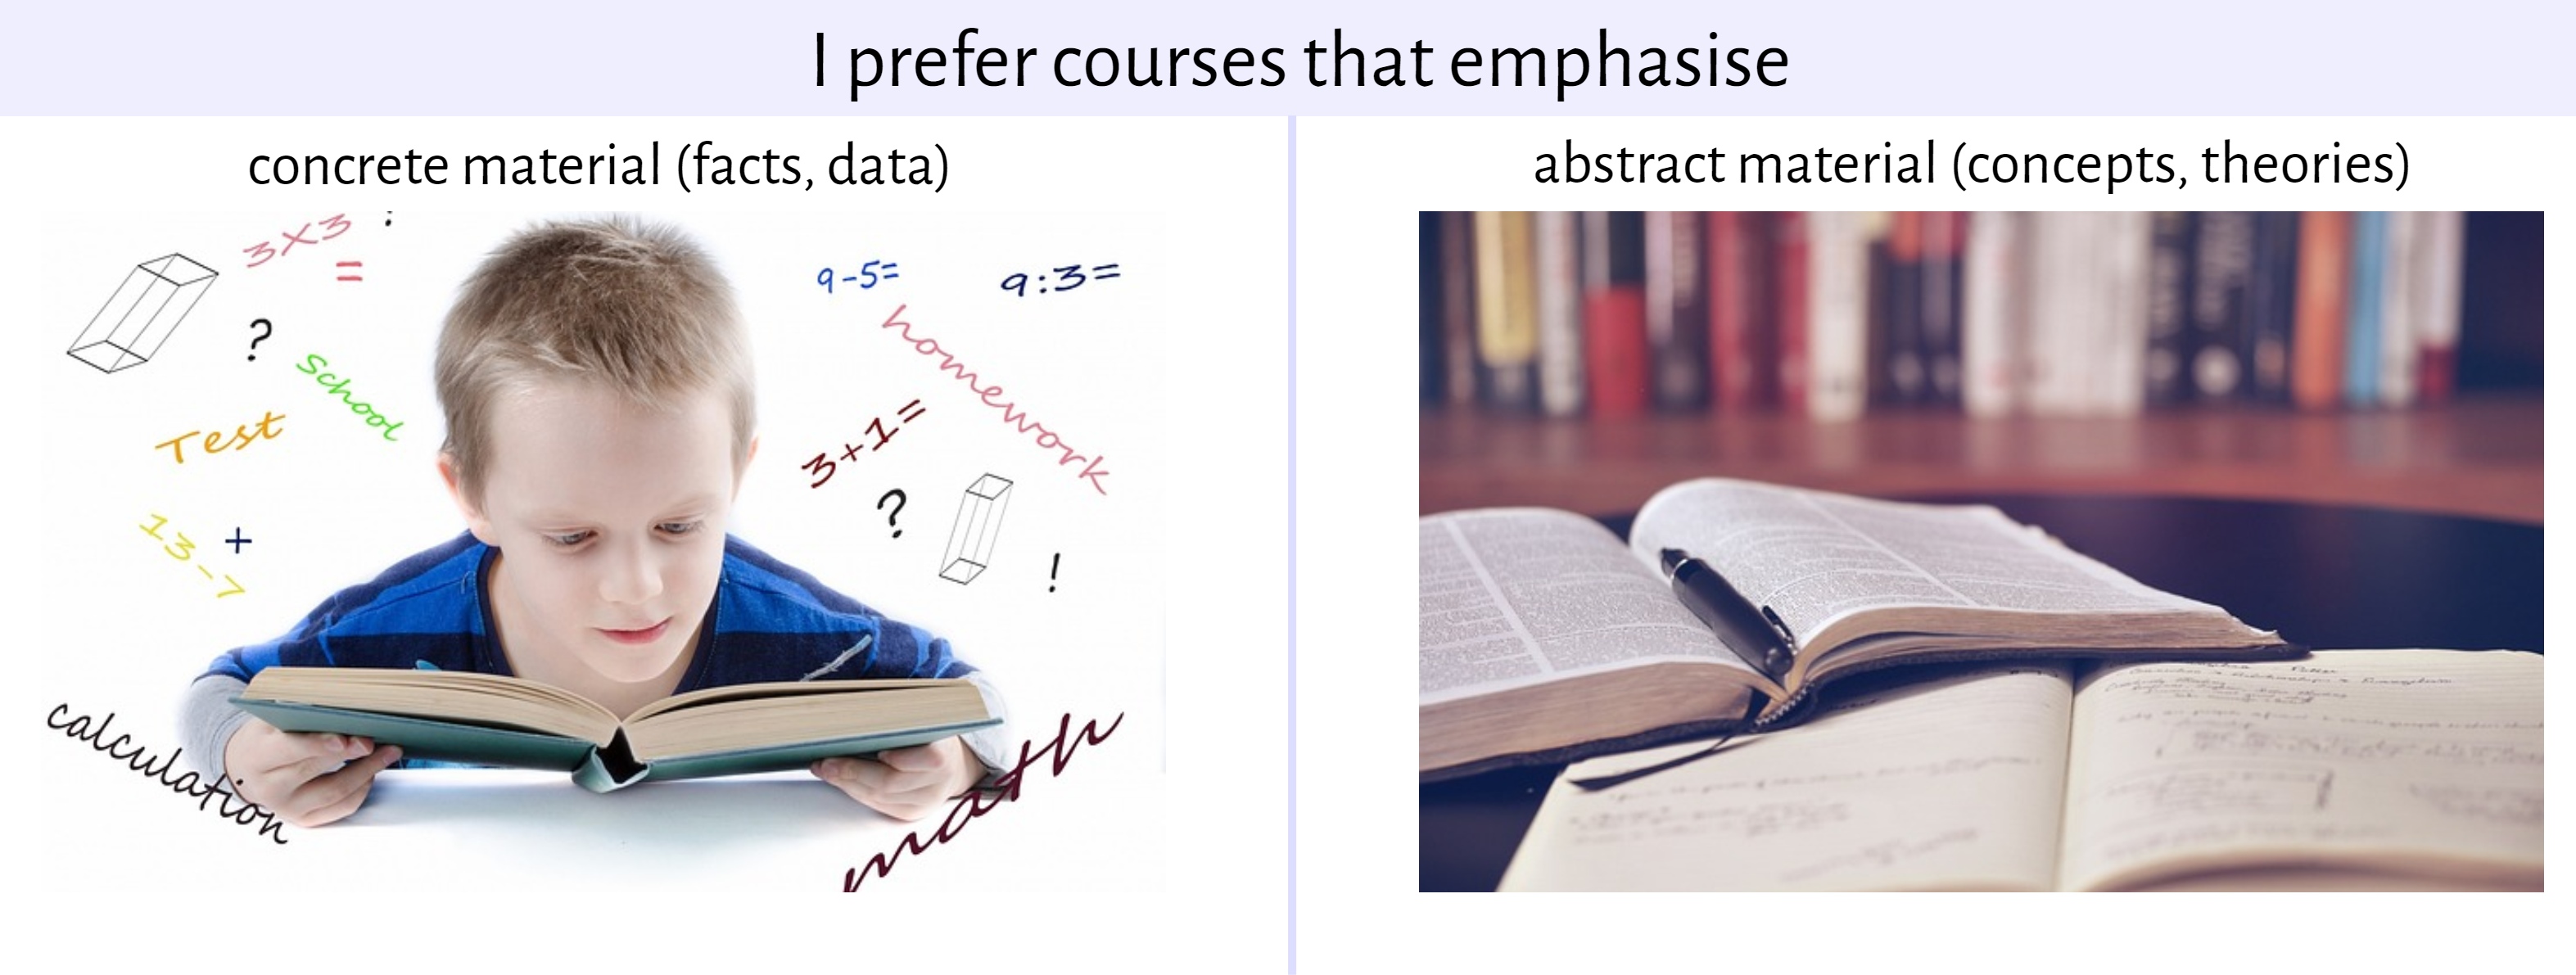 I prefer courses that emphasise
concrete material (facts, data)
3x3
=
?
School
Test
13-7
+
calculation
9-5=
9:3=
homework
3+1=
?
!
math
abstract material (concepts, theories)